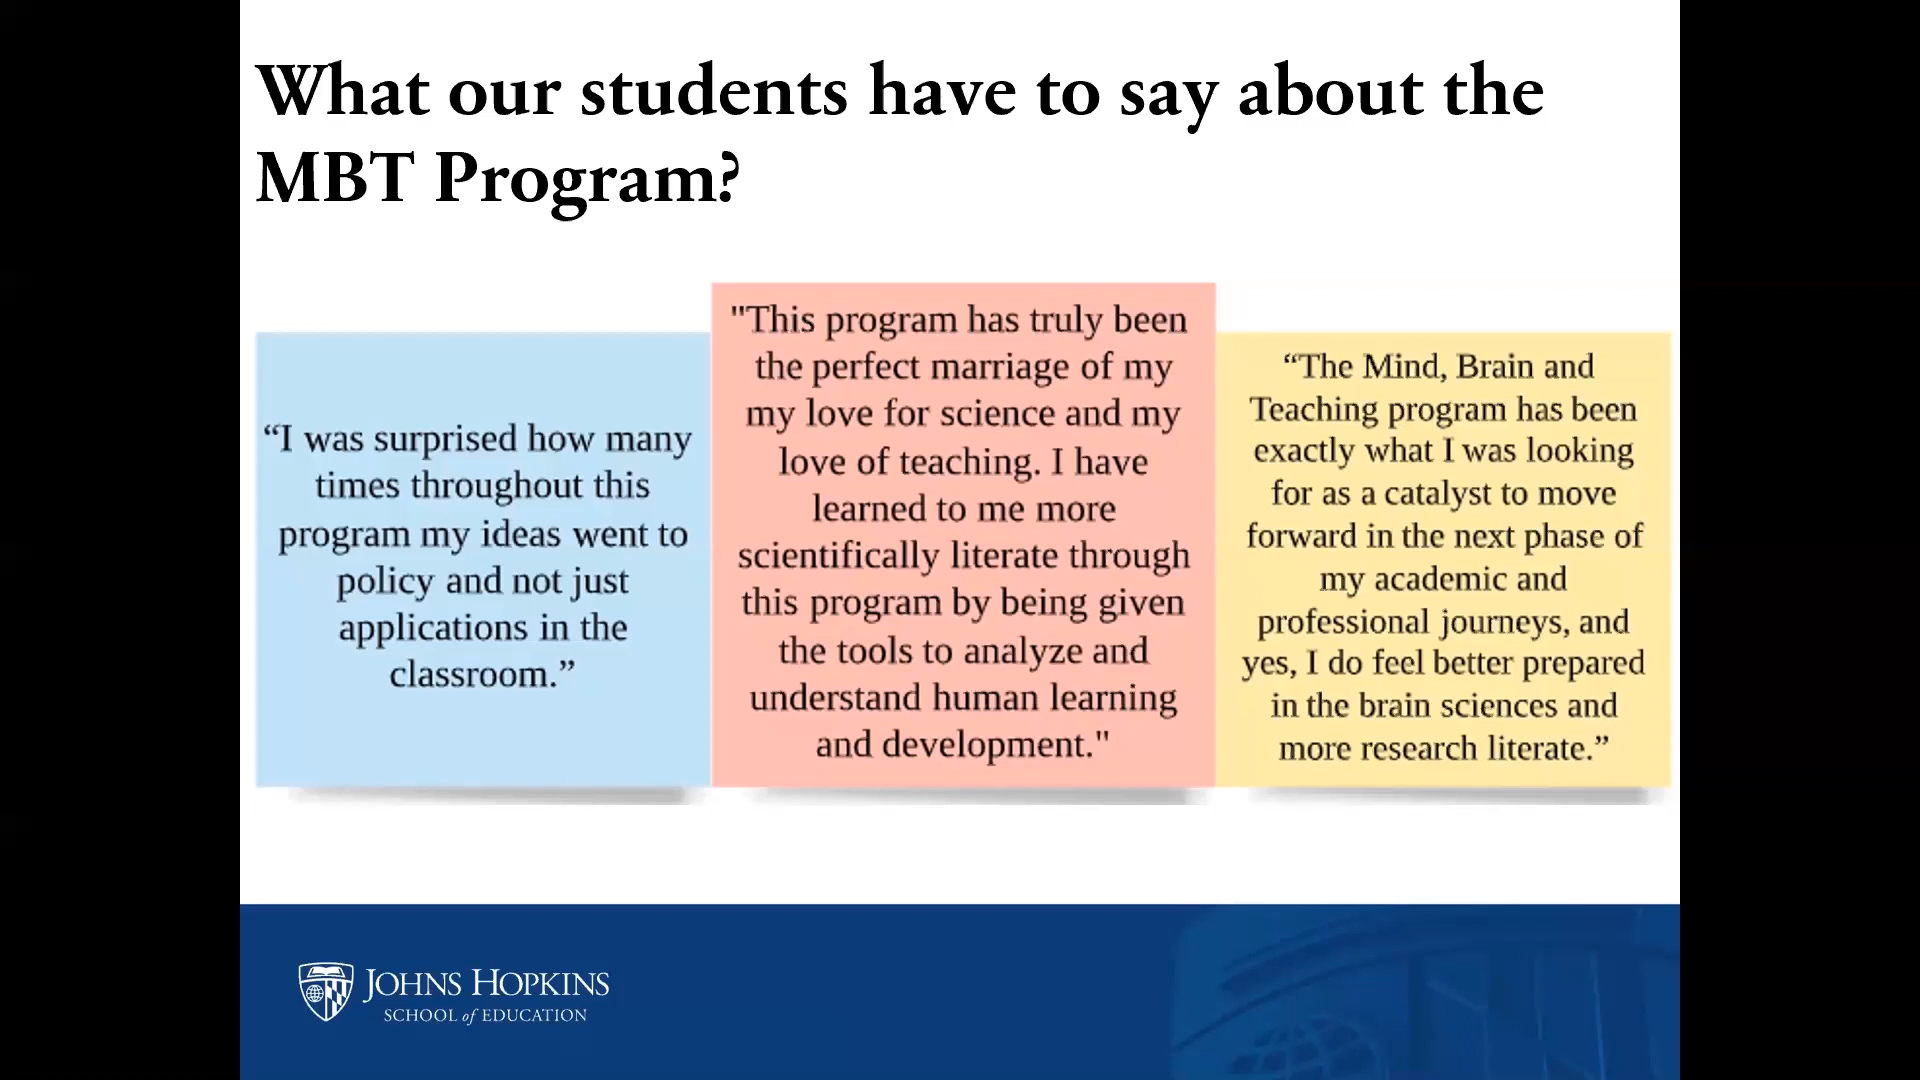 What our students have to say about the
MBT Program?
“I was surprised how many
times throughout this
program my ideas went to
policy and not just
applications in the
classroom.”
"This program has truly been
the perfect marriage of my
my love for science and my
love of teaching. I have
learned to me more
scientifically literate through
this program by being given
the tools to analyze and
understand human learning
and development."
“The Mind, Brain and
Teaching program has been
exactly what I was looking
for as a catalyst to move
forward in the next phase of
my academic and
professional journeys, and
yes, I do feel better prepared
in the brain sciences and
more research literate.”
JOHNS HOPKINS
SCHOOL of EDUCATION